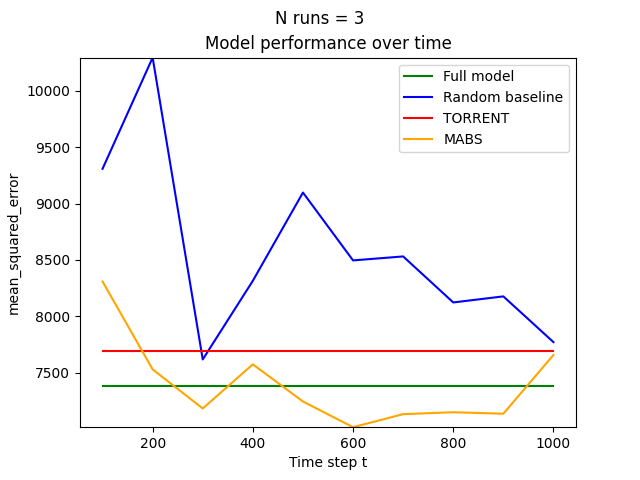 N runs = 3
Model performance over time
Full model
Random baseline
TORRENT
MABS
10000
9500
9000
8500
8000
7500
mean_squared_error
200 400 600 800 1000
Time step t